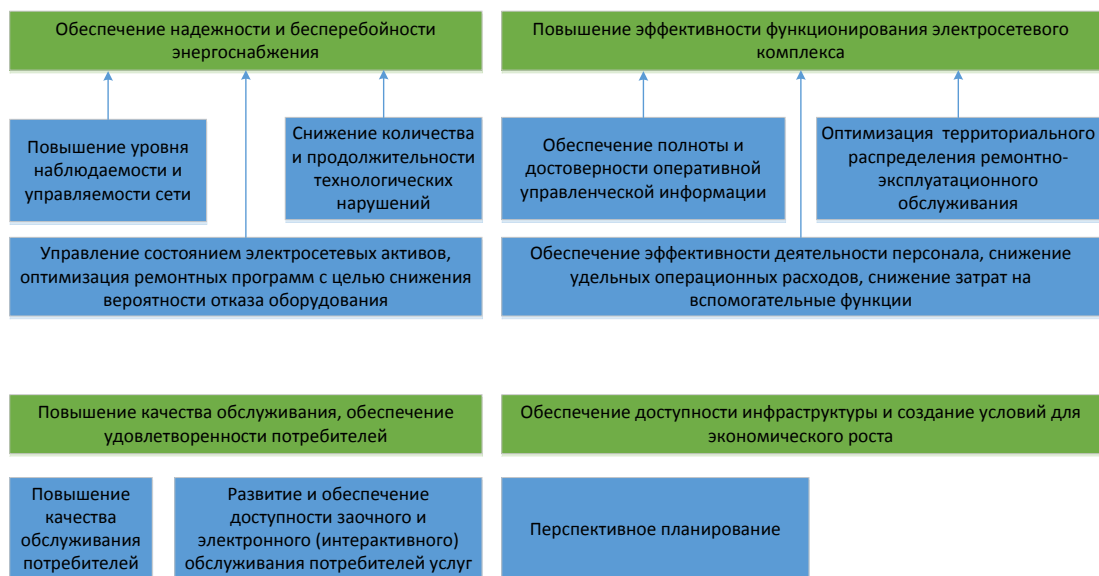 Обеспечение надежности и бесперебойности
энергоснабжения
Повышение эффективности функционирования электросетевого
комплекса
Повышение уровня
наблюдаемости и
управляемости сети
Снижение количества
и продолжительности
технологических
нарушений
Обеспечение полноты и
достоверности оперативной
управленческой информации
Оптимизация территориального
распределения ремонтно-
эксплуатационного
обслуживания
Управление состоянием электросетевых активов,
оптимизация ремонтных программ с целью снижения
вероятности отказа оборудования
Обеспечение эффективности деятельности персонала, снижение
удельных операционных расходов, снижение затрат на
вспомогательные функции
Повышение качества обслуживания, обеспечение
удовлетворенности потребителей
Обеспечение доступности инфраструктуры и создание условий для
экономического роста
Повышение
качества
обслуживания
потребителей
Развитие и обеспечение
доступности заочного и
электронного (интерактивного)
обслуживания потребителей услуг
Перспективное планирование